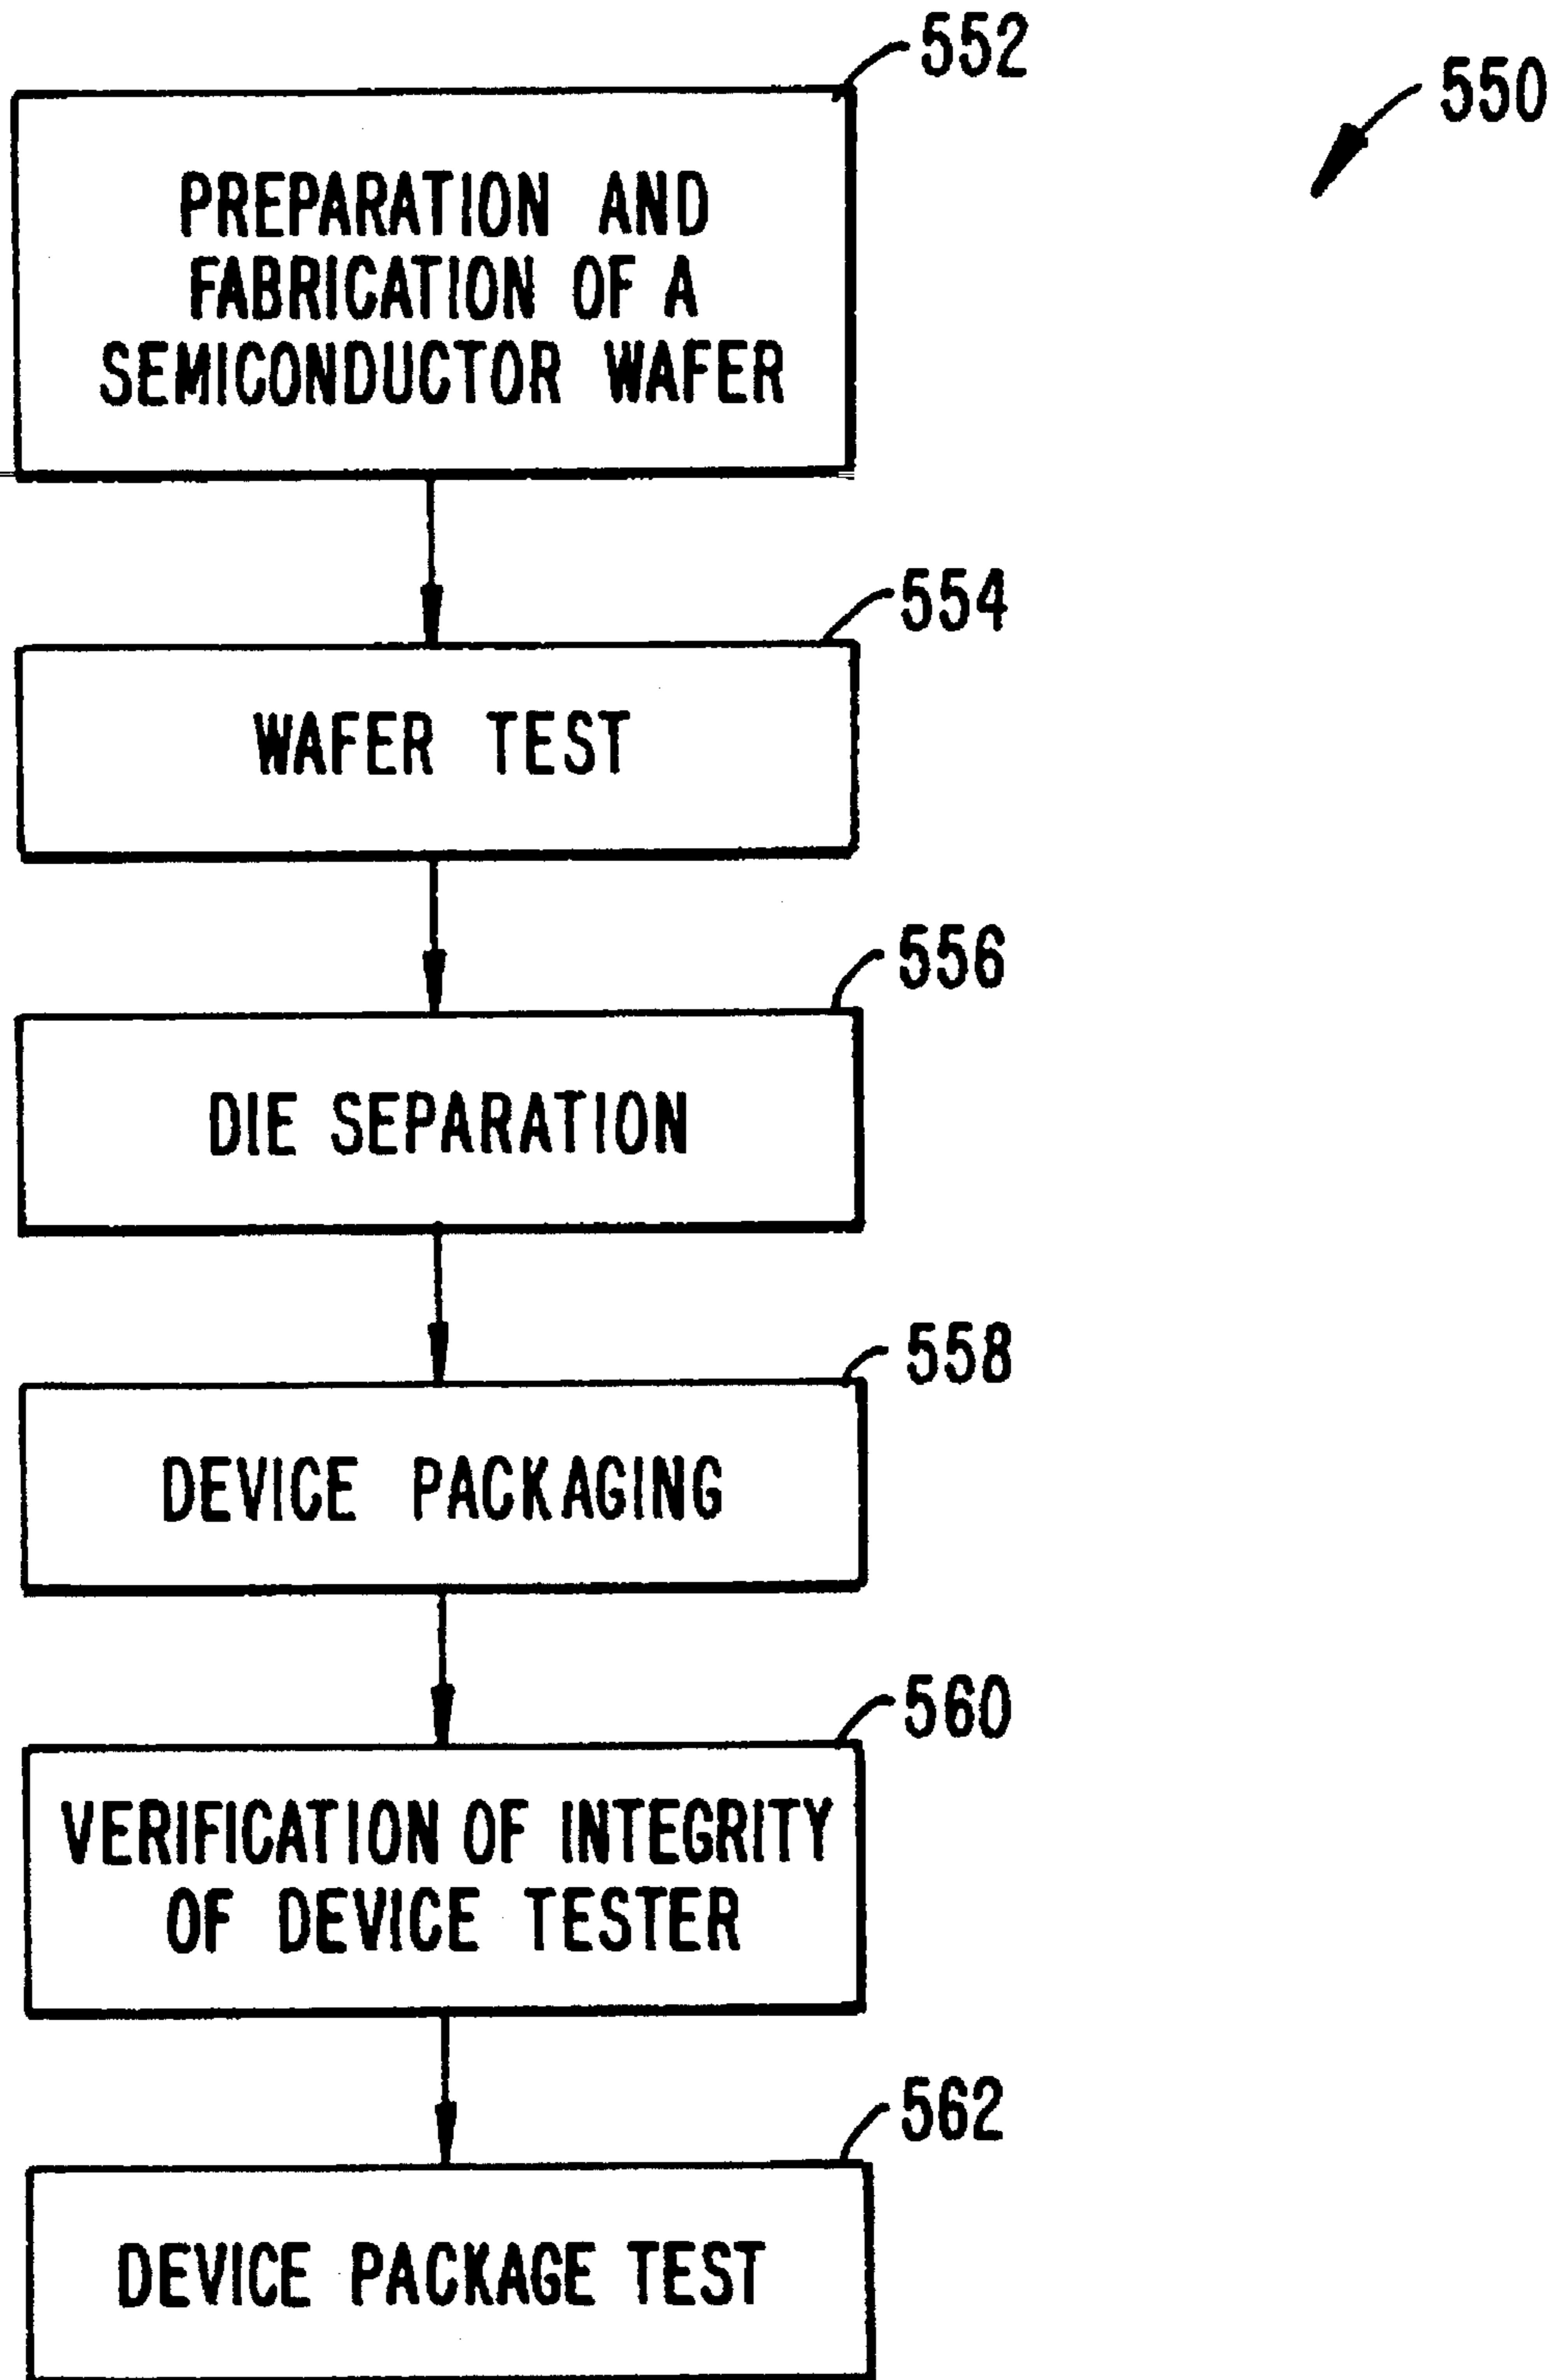 552
550
PREPARATION AND
FABRICATION OF A
SEMICONDUCTOR WAFER
554
WAFER TEST
556
DIE SEPARATION
558
DEVICE PACKAGING
560
VERIFICATION OF INTEGRITY
OF DEVICE TESTER
562
DEVICE PACKAGE TEST